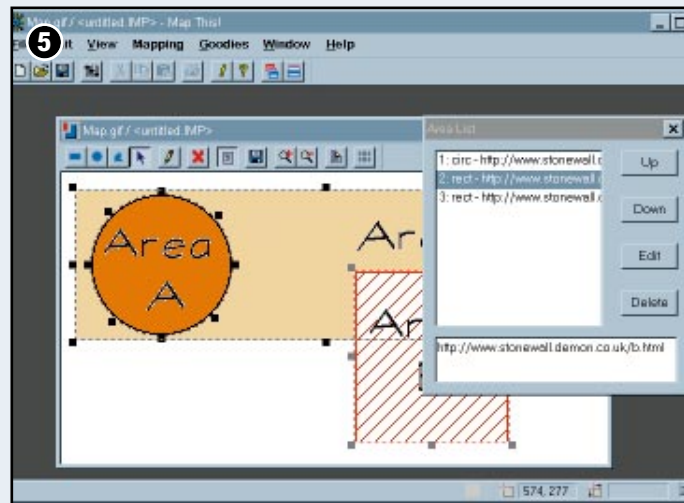 Map.gif / <untitled.IMP> - Map This!
5
View Mapping Goodies Window Help
Map.gif / <untitled.IMP>
Area List
1: circ - http://www.stonewall.c
2: rect - http://www.stonewall.c
3: rect - http://www.stonewall.c
Up
Down
Edit
Delete
http://www.stonewall.demon.co.uk/b.html
Area
A
Ar
Ar
574, 277